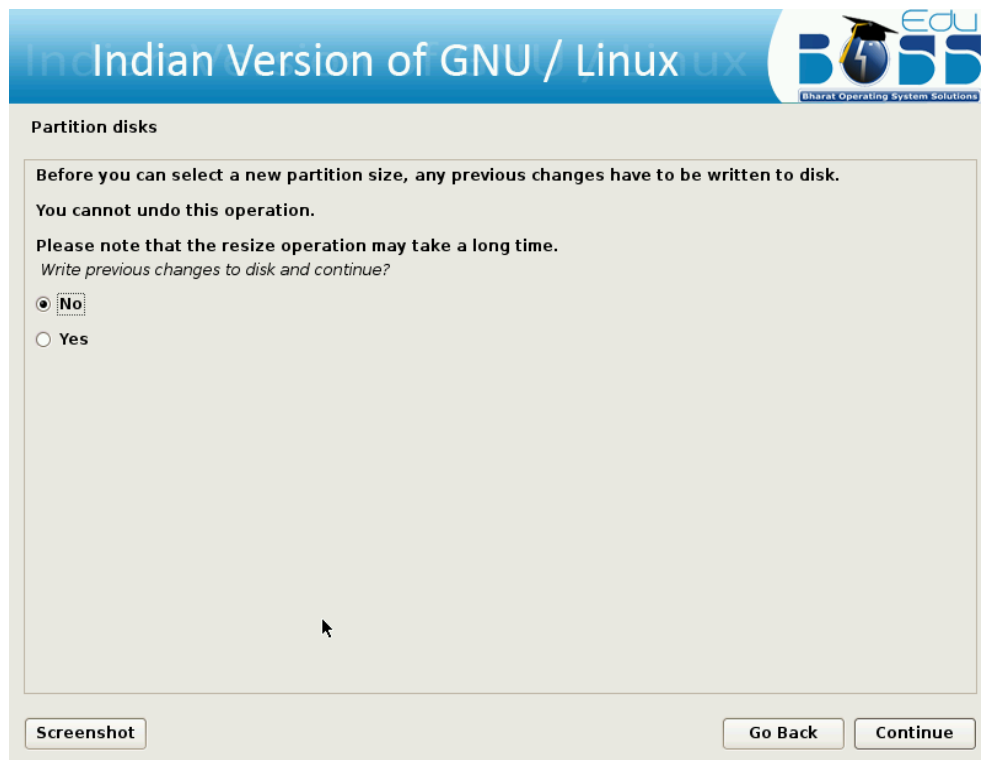 Indian Version of GNU / Linux
Edu
BOSS
Bharat Operating System Solutions
Partition disks
Before you can select a new partition size, any previous changes have to be written to disk.
You cannot undo this operation.
Please note that the resize operation may take a long time.
Write previous changes to disk and continue?
No
Yes
Screenshot
Go Back
Continue